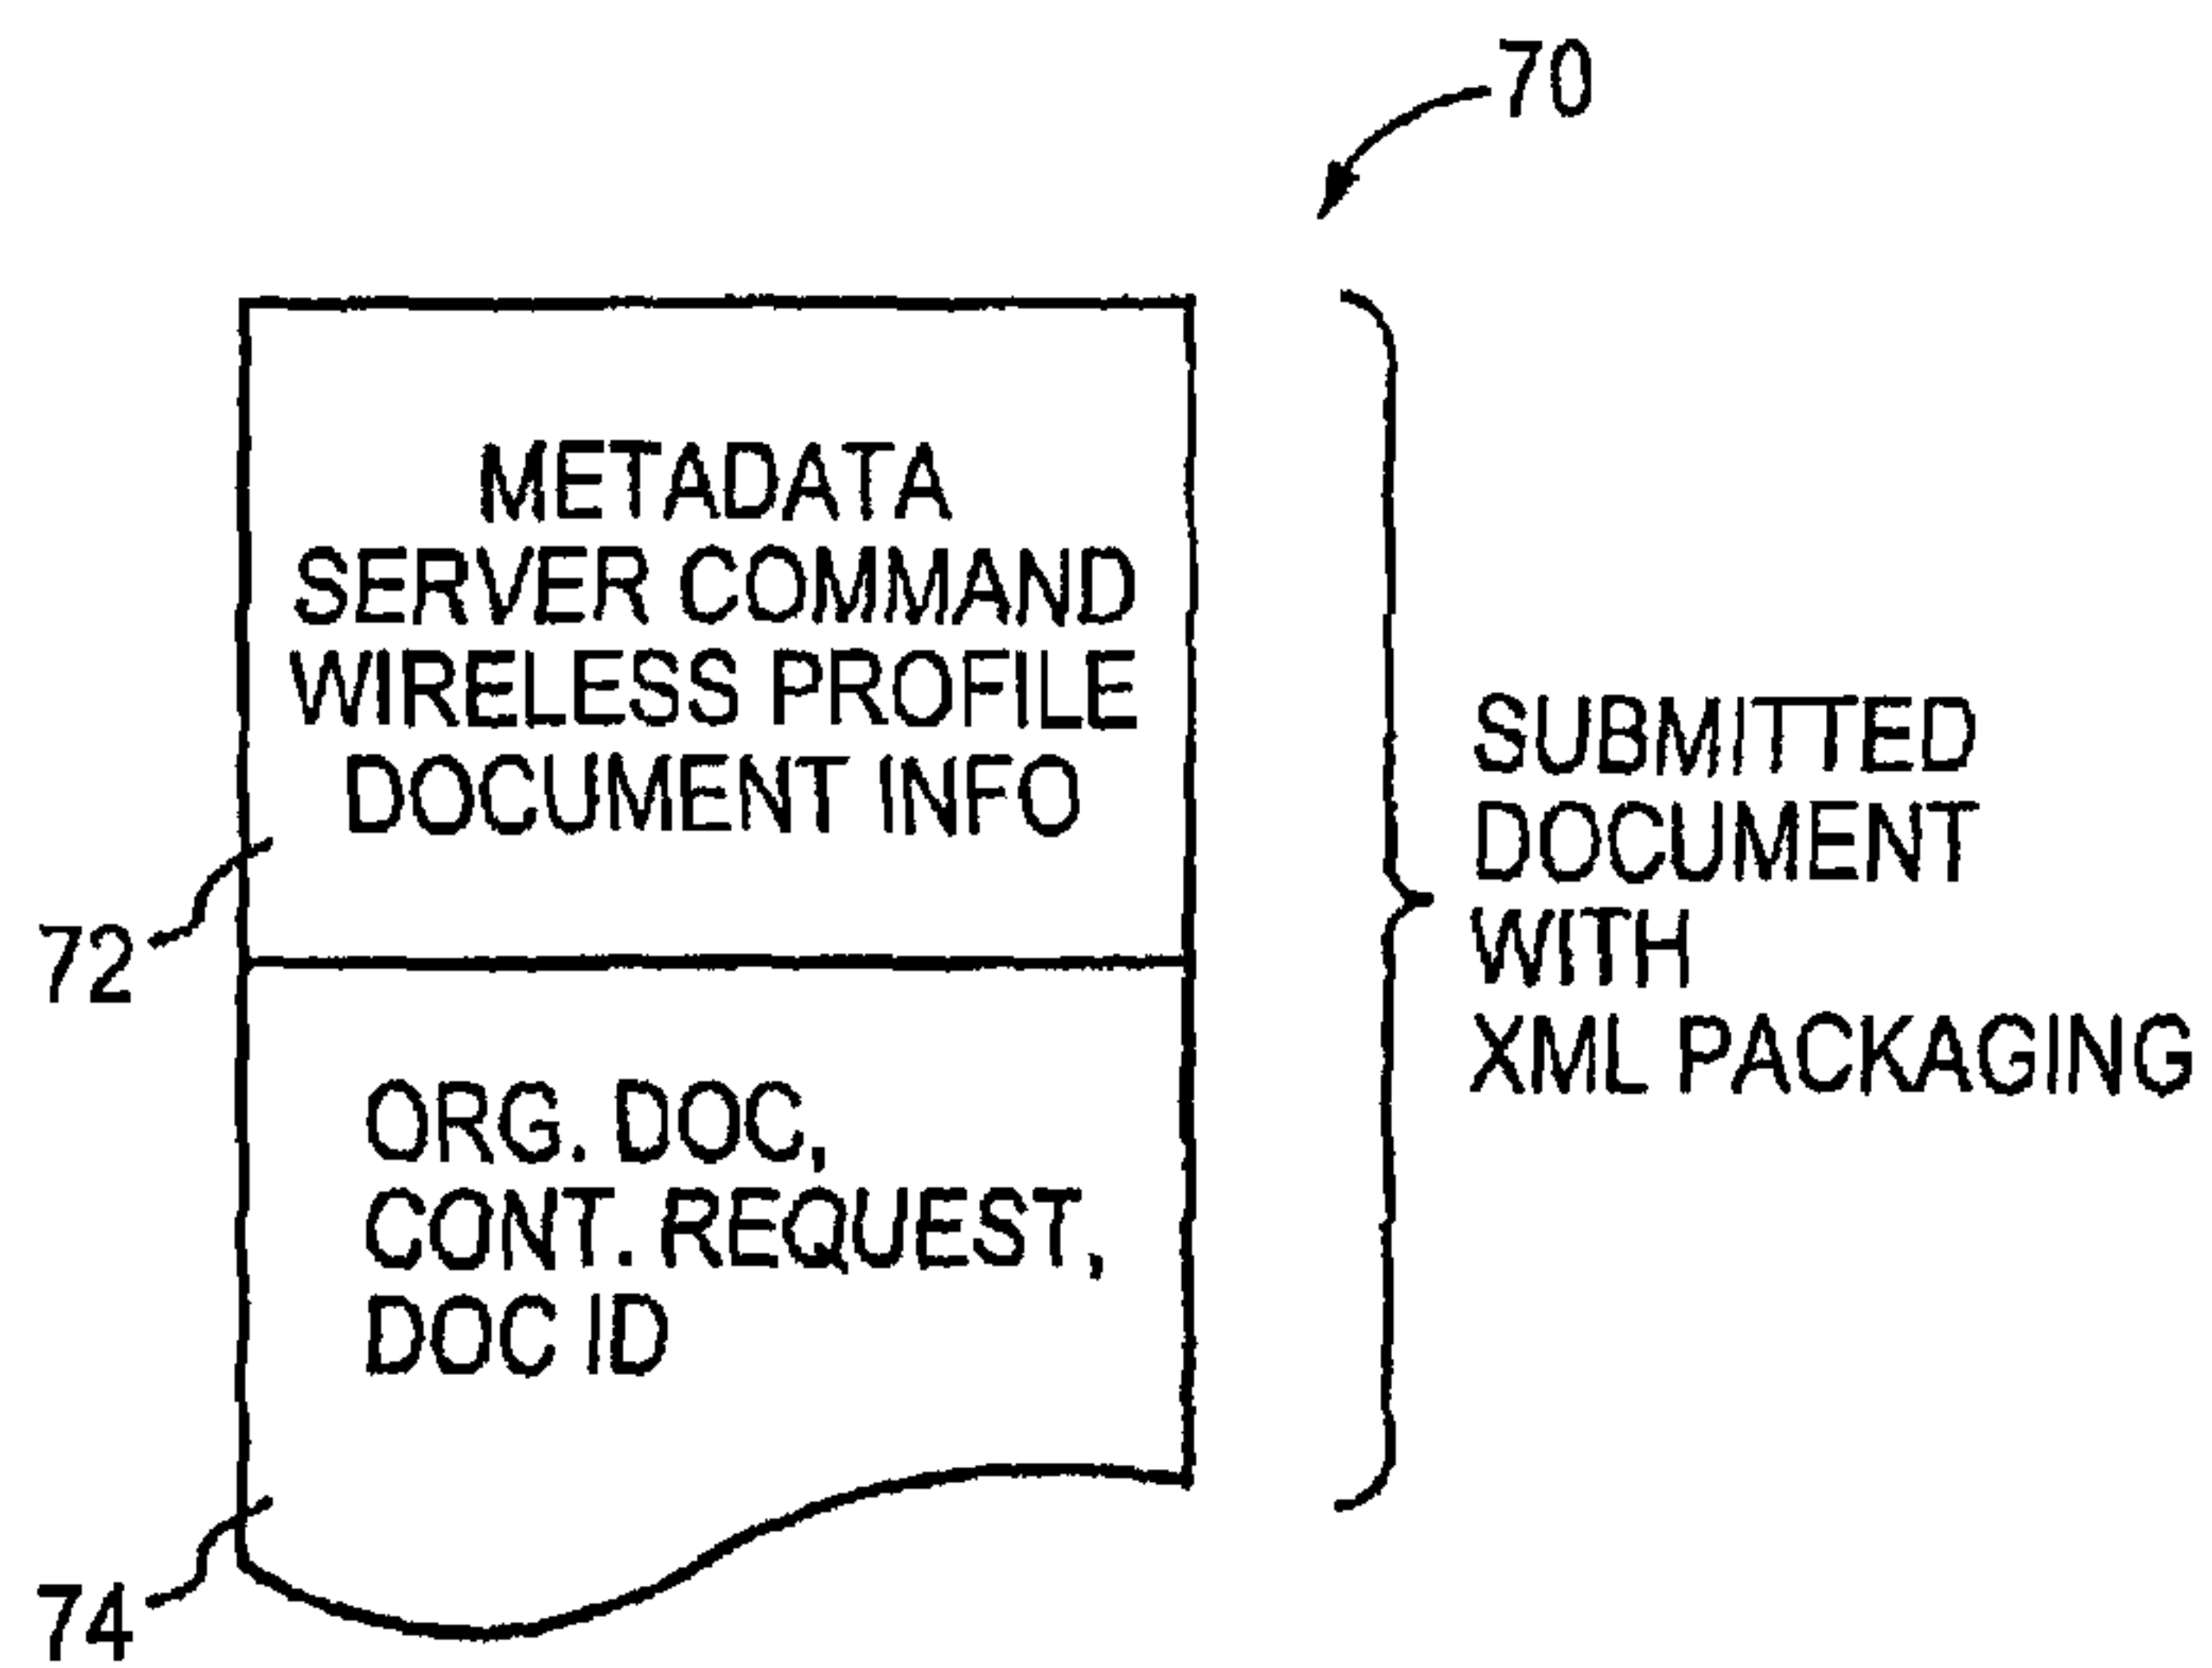 70
METADATA
SERVER COMMAND
WIRELESS PROFILE
DOCUMENT INFO
72
ORG. DOC,
CONT. REQUEST,
DOC ID
74
SUBMITTED
DOCUMENT
WITH
XML PACKAGING